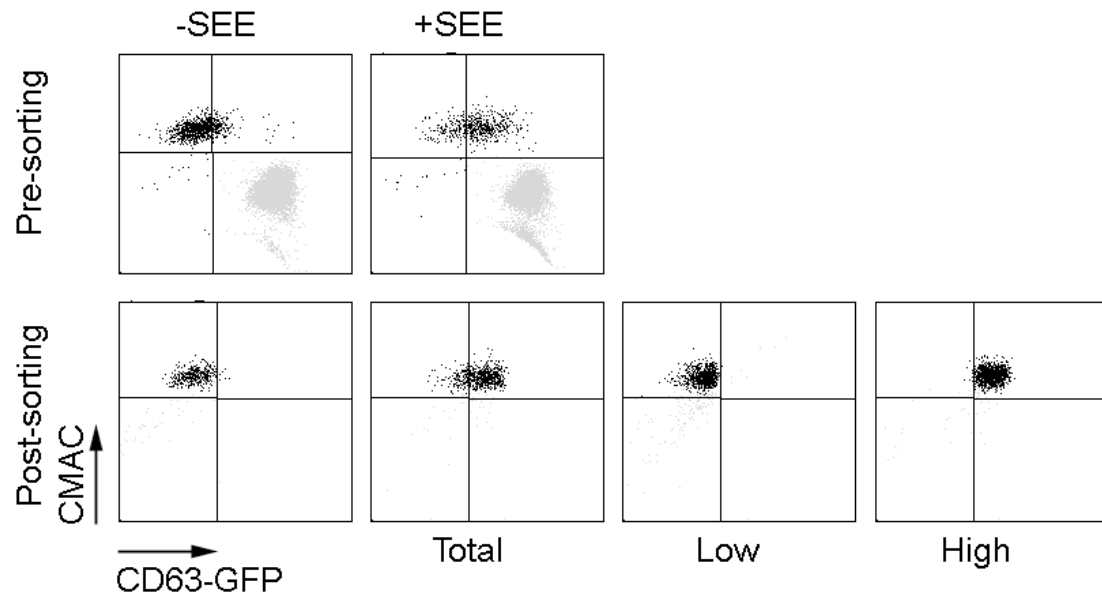 -SEE
+SEE
Pre-sorting
Post-sorting
CMAC
Total
Low
High
CD63-GFP